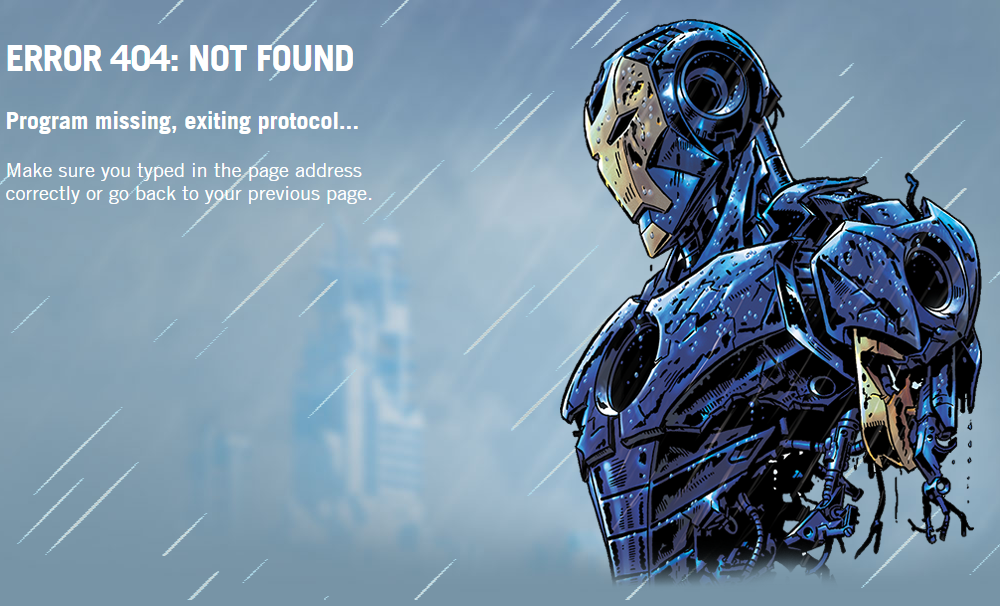 ERROR 404: NOT FOUND
Program missing, exiting protocol...
Make sure you typed in the page address
correctly or go back to your previous page.